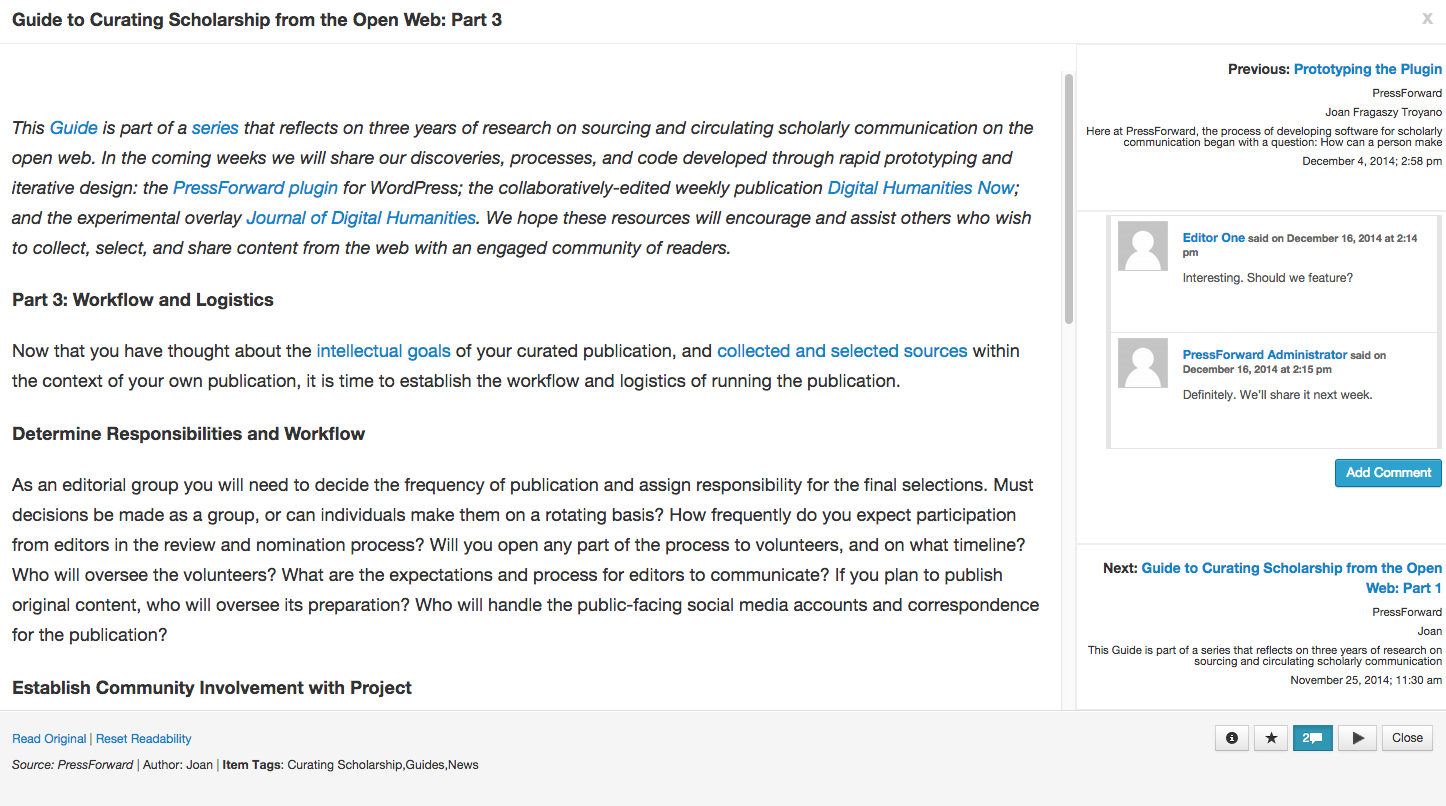 Guide to Curating Scholarship from the Open Web: Part 3
x
This Guide is part of a series that reflects on three years of research on sourcing and circulating scholarly communication on the
open web. In the coming weeks we will share our discoveries, processes, and code developed through rapid prototyping and
iterative design: the PressForward plugin for WordPress; the collaboratively-edited weekly publication Digital Humanities Now;
and the experimental overlay Journal of Digital Humanities. We hope these resources will encourage and assist others who wish
to collect, select, and share content from the web with an engaged community of readers.
Part 3: Workflow and Logistics
Now that you have thought about the intellectual goals of your curated publication, and collected and selected sources within
the context of your own publication, it is time to establish the workflow and logistics of running the publication.
Determine Responsibilities and Workflow
As an editorial group you will need to decide the frequency of publication and assign responsibility for the final selections. Must
decisions be made as a group, or can individuals make them on a rotating basis? How frequently do you expect participation
from editors in the review and nomination process? Will you open any part of the process to volunteers, and on what timeline?
Who will oversee the volunteers? What are the expectations and process for editors to communicate? If you plan to publish
original content, who will oversee its preparation? Who will handle the public-facing social media accounts and correspondence
for the publication?
Establish Community Involvement with Project
Previous: Prototyping the Plugin
PressForward
Joan Fragaszy Troyano
Here at PressForward, the process of developing software for scholarly
communication began with a question: How can a person make
December 4, 2014; 2:58 pm
Editor One said on December 16, 2014 at 2:14
pm
Interesting. Should we feature?
PressForward Administrator said on
December 16, 2014 at 2:15 pm
Definitely. We'll share it next week.
Add Comment
Next: Guide to Curating Scholarship from the Open
Web: Part 1
PressForward
Joan
This Guide is part of a series that reflects on three years of research on
sourcing and circulating scholarly communication
November 25, 2014; 11:30 am
Read Original | Reset Readability
Source: PressForward | Author: Joan | Item Tags: Curating Scholarship,Guides,News
2
Close